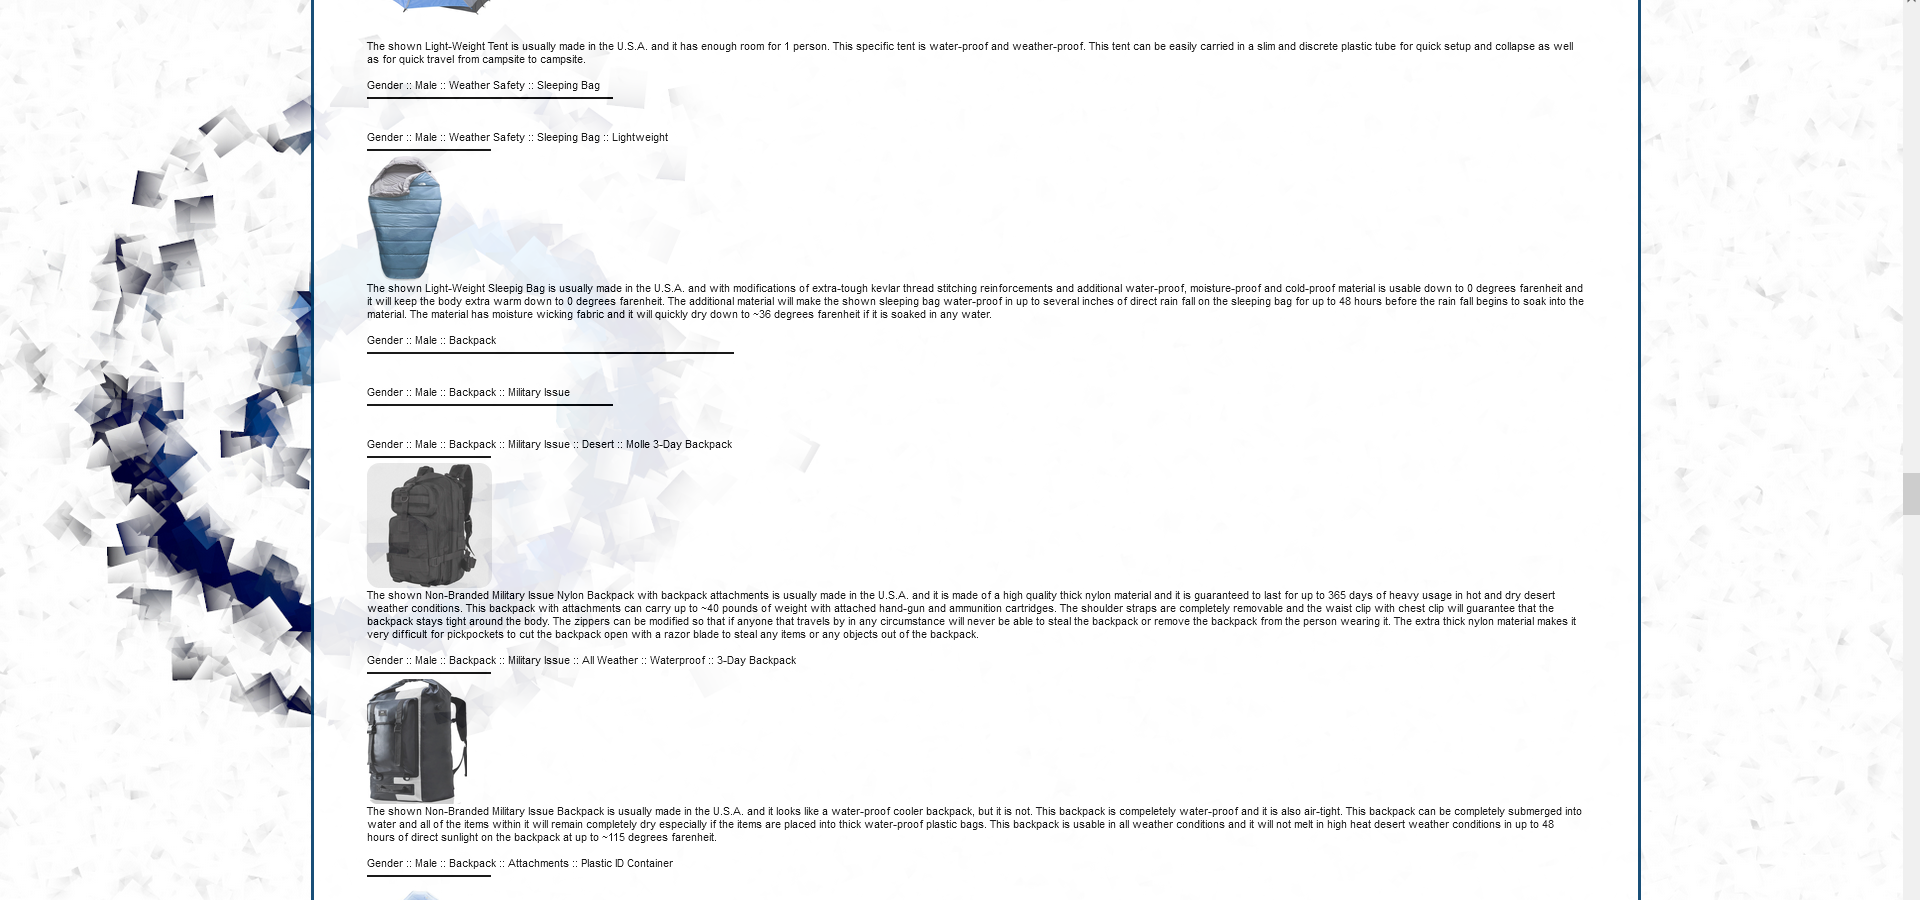 The shown Light-Weight Tent is usually made in the U.S.A. and it has enough room for 1 person. This specific tent is water-proof and weather-proof. This tent can be easily carried in a slim and discrete plastic tube for quick setup and collapse as well
as for quick travel from campsite to campsite.
Gender :: Male :: Weather Safety :: Sleeping Bag
Gender :: Male :: Weather Safety :: Sleeping Bag :: Lightweight
The shown Light-Weight Sleepig Bag is usually made in the U.S.A. and with modifications of extra-tough kevlar thread stitching reinforcements and additional water-proof, moisture-proof and cold-proof material is usable down to 0 degrees farenheit and
it will keep the body extra warm down to 0 degrees farenheit. The additional material will make the shown sleeping bag water-proof in up to several inches of direct rain fall on the sleeping bag for up to 48 hours before the rain fall begins to soak into the
material. The material has moisture wicking fabric and it will quickly dry down to ~36 degrees farenheit if it is soaked in any water.
Gender :: Male :: Backpack
Gender :: Male :: Backpack :: Military Issue
Gender :: Male :: Backpack :: Military Issue :: Desert :: Molle 3-Day Backpack
The shown Non-Branded Military Issue Nylon Backpack with backpack attachments is usually made in the U.S.A. and it is made of a high quality thick nylon material and it is guaranteed to last for up to 365 days of heavy usage in hot and dry desert
weather conditions. This backpack with attachments can carry up to ~40 pounds of weight with attached hand-gun and ammunition cartridges. The shoulder straps are completely removable and the waist clip with chest clip will guarantee that the
backpack stays tight around the body. The zippers can be modified so that if anyone that travels by in any circumstance will never be able to steal the backpack or remove the backpack from the person wearing it. The extra thick nylon material makes it
very difficult for pickpockets to cut the backpack open with a razor blade to steal any items or any objects out of the backpack.
Gender :: Male :: Backpack :: Military Issue :: All Weather :: Waterproof :: 3-Day Backpack
The shown Non-Branded Military Issue Backpack is usually made in the U.S.A. and it looks like a water-proof cooler backpack, but it is not. This backpack is compeletely water-proof and it is also air-tight. This backpack can be completely submerged into
water and all of the items within it will remain completely dry especially if the items are placed into thick water-proof plastic bags. This backpack is usable in all weather conditions and it will not melt in high heat desert weather conditions in up to 48
hours of direct sunlight on the backpack at up to ~115 degrees farenheit.
Gender :: Male :: Backpack :: Attachments :: Plastic ID Container